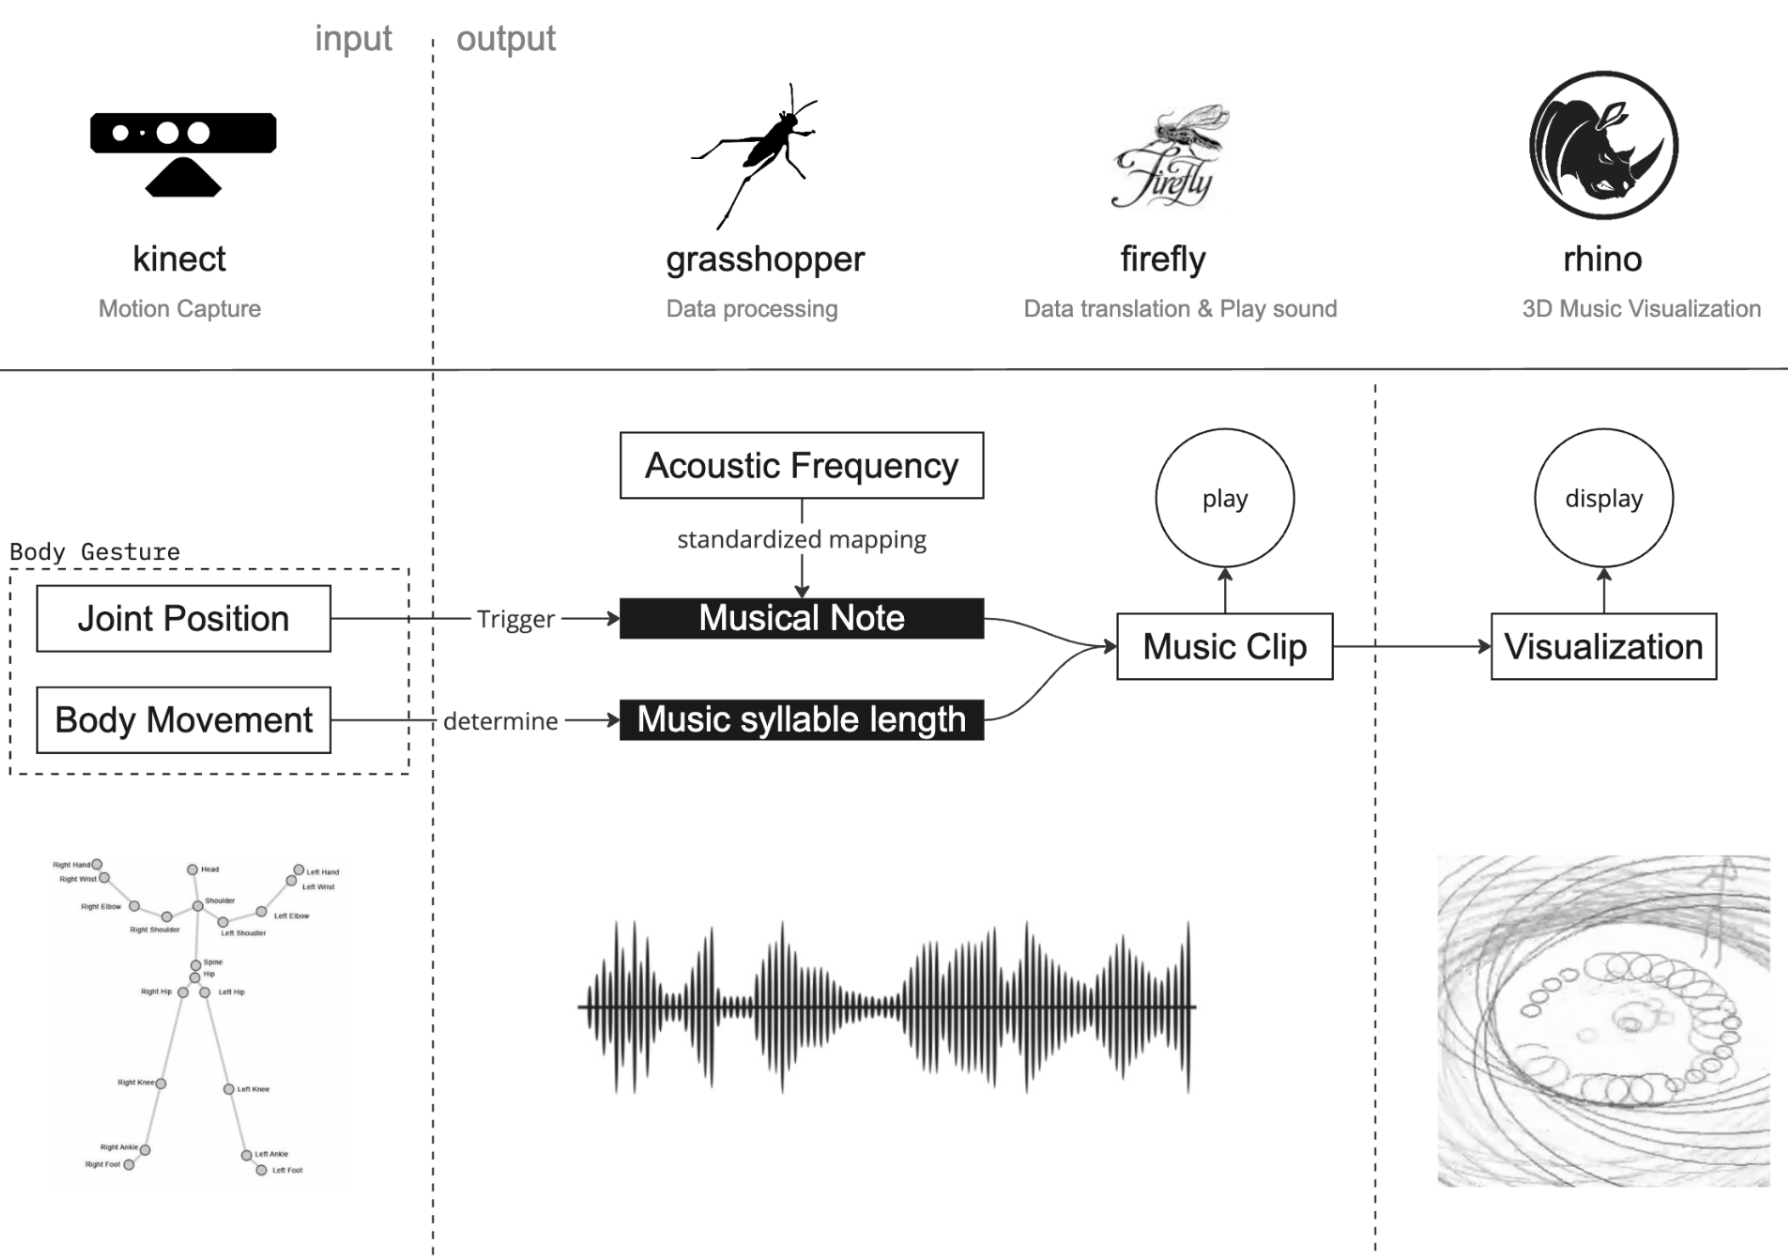 input
output
Firefly
kinect
grasshopper
firefly
rhino
Motion Capture
Data processing
Data translation & Play sound
3D Music Visualization
Acoustic Frequency
play
display
standardized mapping
Body Gesture
Joint Position
Trigger
Musical Note
Music Clip
Visualization
Body Movement
determine
Music syllable length
Right Hand
Head
Left Hand
Right Wrist
Left Wrist
Right Elbow
Shoulder
Left Elbow
Right Shoulder
Left Shoudler
Spine
Hip
Right Hip
Left Hip
Right Knee
Left Knee
Right Ankle
Left Ankle
Right Foot
Left Foot